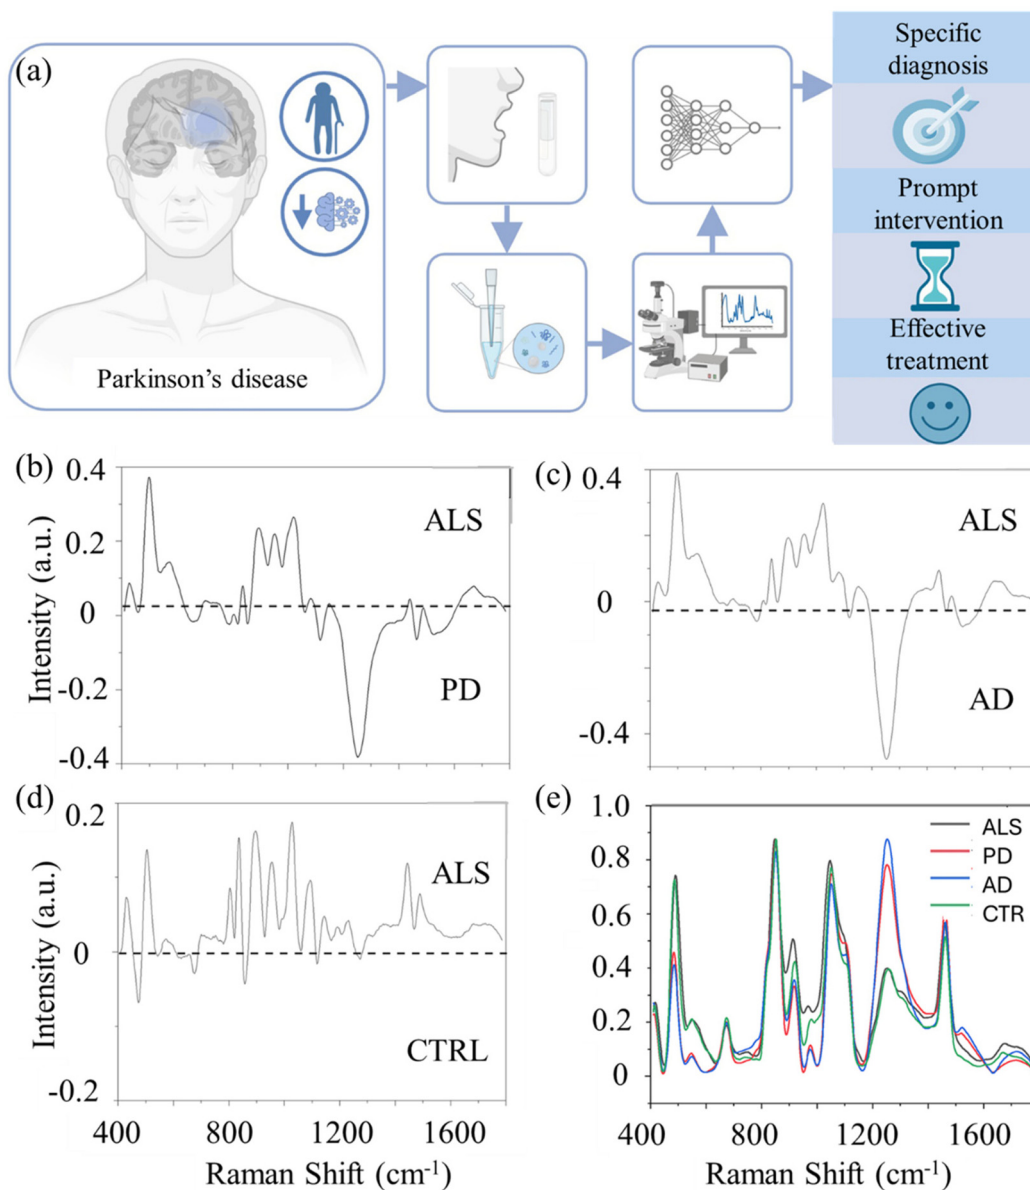 (a)
Parkinson's disease
Specific
diagnosis
Prompt
intervention
Effective
treatment
(b)
0.4
0.2
0
-0.2
-0.4
Intensity (a.u.)
ALS
PD
(c)
0.4
0
-0.4
ALS
AD
(d)
0.2
0
-0.2
Intensity (a.u.)
ALS
CTRL
400
800
1200
1600
Raman Shift (cm⁻¹)
(e)
1.0
0.8
0.6
0.4
0.2
0
ALS
PD
AD
CTR
400
800
1200
1600
Raman Shift (cm⁻¹)